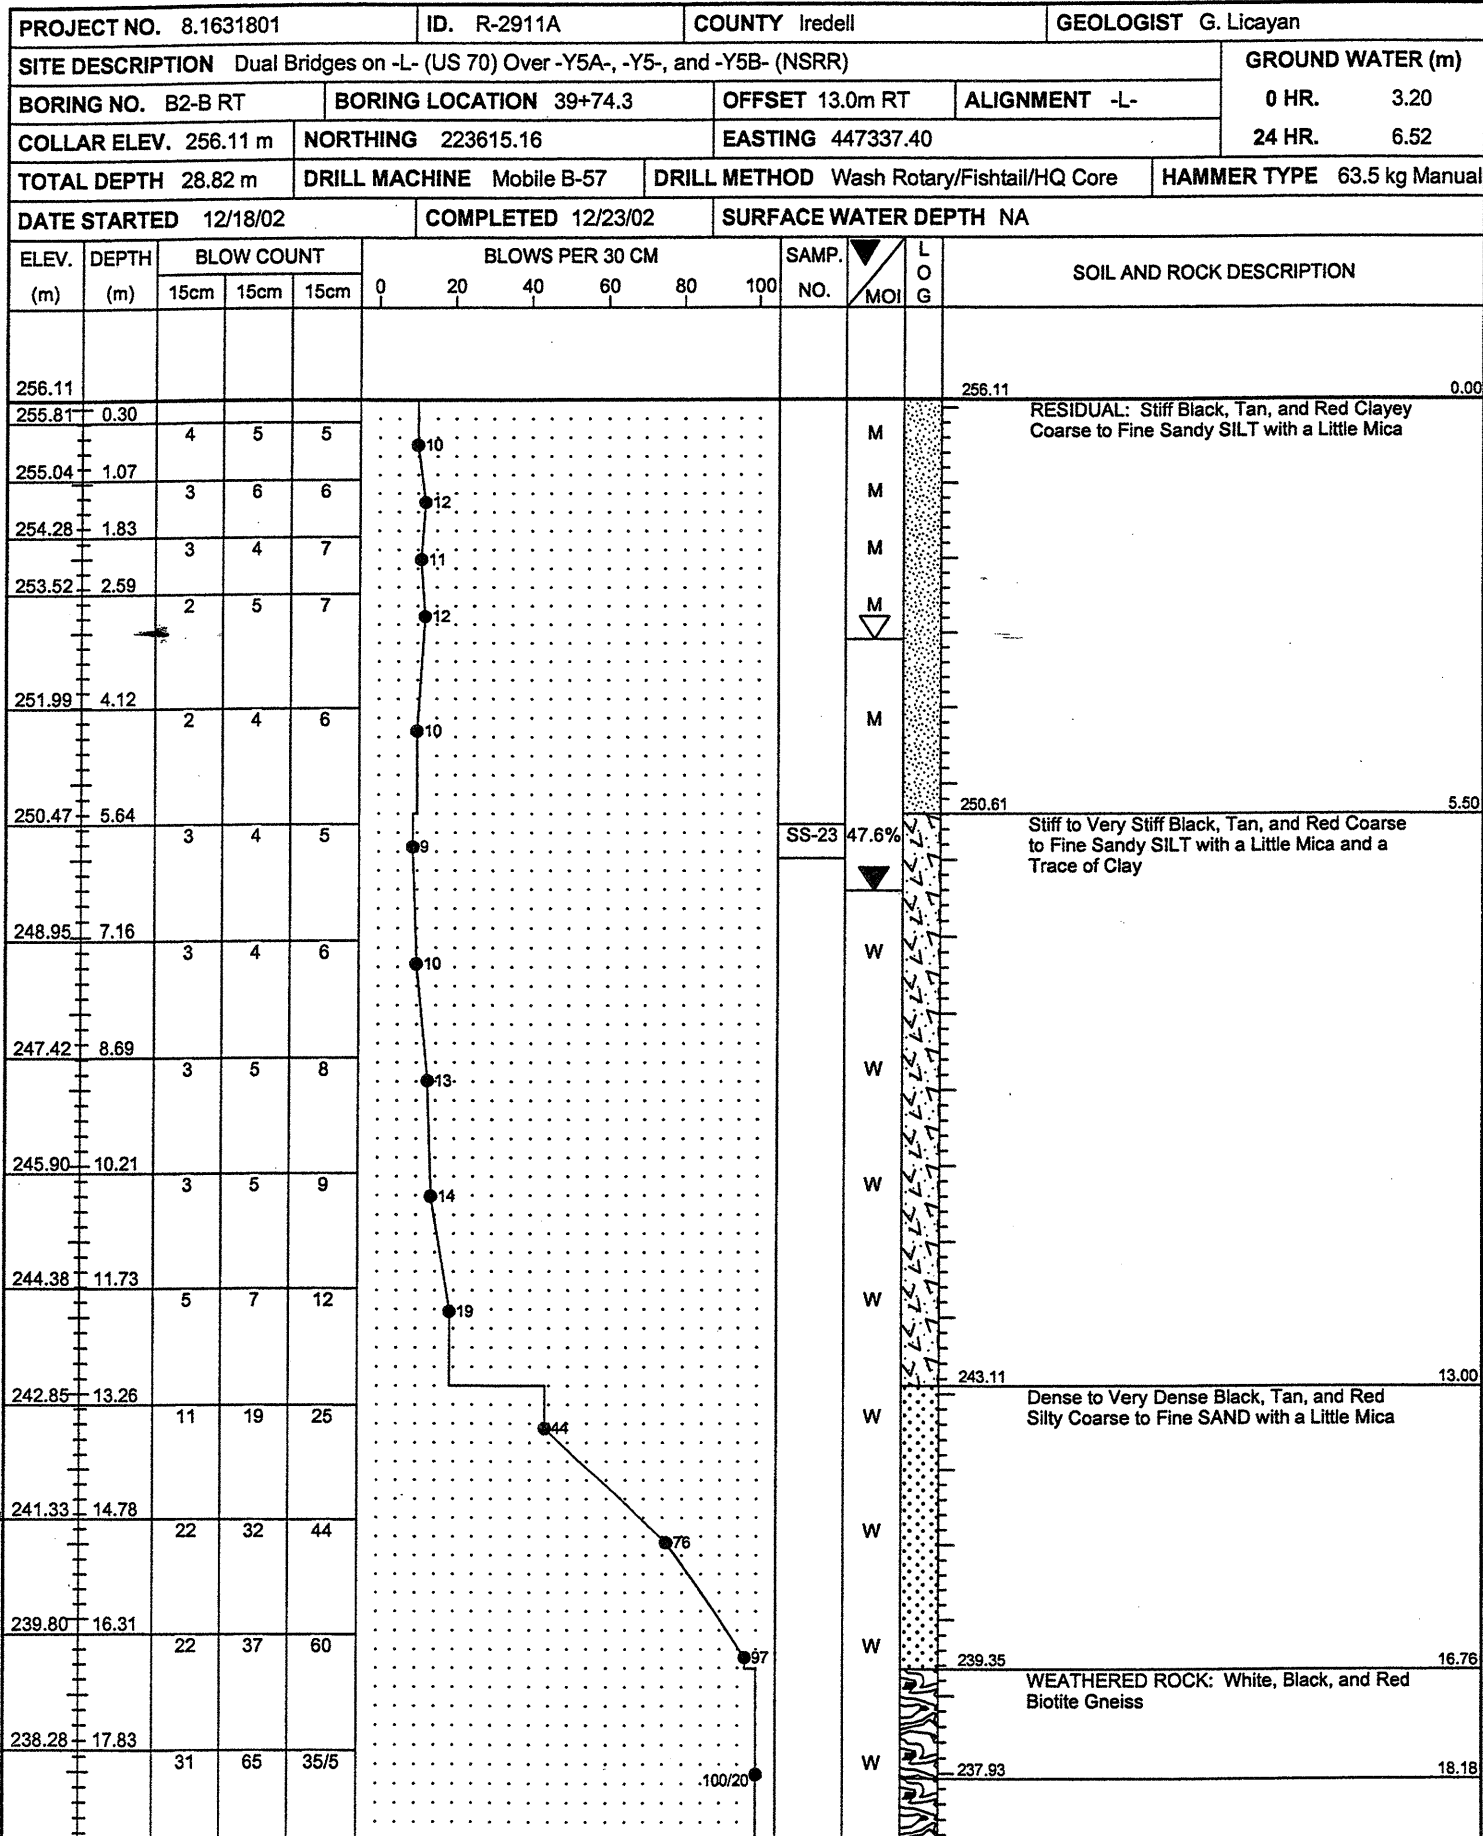 PROJECT NO. 8.1631801 ID. R-2911A COUNTY Iredell GEOLOGIST G. Licayan
SITE DESCRIPTION Dual Bridges on -L- (US 70) Over -Y5A-, -Y5-, and -Y5B- (NSRR) GROUND WATER (m)
BORING NO. B2-B RT BORING LOCATION 39+74.3 OFFSET 13.0m RT ALIGNMENT -L- 0 HR. 3.20
COLLAR ELEV. 256.11 m NORTHING 223615.16 EASTING 447337.40 24 HR. 6.52
TOTAL DEPTH 28.82 m DRILL MACHINE Mobile B-57 DRILL METHOD Wash Rotary/Fishtail/HQ Core HAMMER TYPE 63.5 kg Manual
DATE STARTED 12/18/02 COMPLETED 12/23/02 SURFACE WATER DEPTH NA
ELEV. DEPTH BLOW COUNT BLOWS PER 30 CM SAMP. L O G SOIL AND ROCK DESCRIPTION
(m) (m) 15cm 15cm 15cm 0 20 40 60 80 100 NO. MOI
256.11 256.11 0.00
255.81 0.30 RESIDUAL: Stiff Black, Tan, and Red Clayey
4 5 5 10 M Coarse to Fine Sandy SILT with a Little Mica
255.04 1.07
3 6 6 12 M
254.28 1.83
3 4 7 11 M
253.52 2.59
2 5 7 12 M
251.99 4.12
2 4 6 10 M
250.61 5.50
250.47 5.64 Stiff to Very Stiff Black, Tan, and Red Coarse
3 4 5 9 SS-23 47.6% to Fine Sandy SILT with a Little Mica and a
Trace of Clay
248.95 7.16
3 4 6 10 W
247.42 8.69
3 5 8 13 W
245.90 10.21
3 5 9 14 W
244.38 11.73
5 7 12 19 W
243.11 13.00
242.85 13.26 Dense to Very Dense Black, Tan, and Red
11 19 25 44 W Silty Coarse to Fine SAND with a Little Mica
241.33 14.78
22 32 44 76 W
239.80 16.31
22 37 60 97 W
239.35 16.76
WEATHERED ROCK: White, Black, and Red
Biotite Gneiss
238.28 17.83
31 65 35/5 100/20 W
237.93 18.18